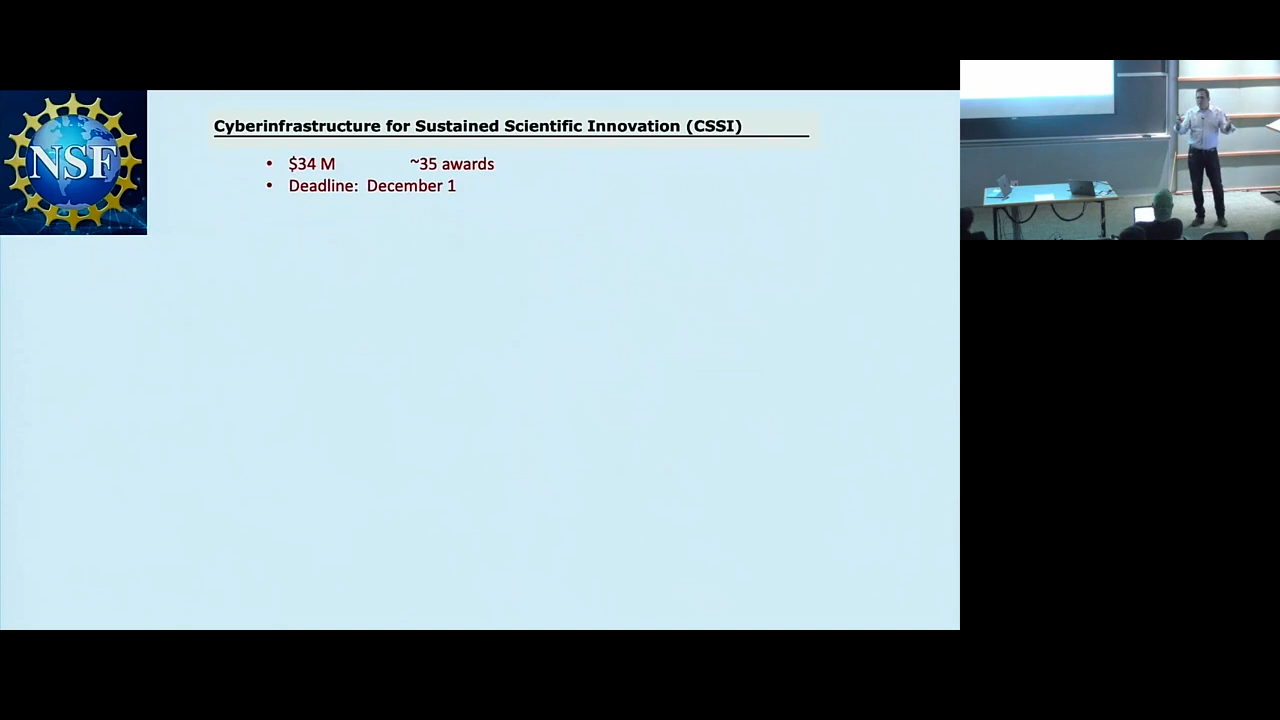 NSF
Cyberinfrastructure for Sustained Scientific Innovation (CSSI)
• $34 M ~35 awards
• Deadline: December 1